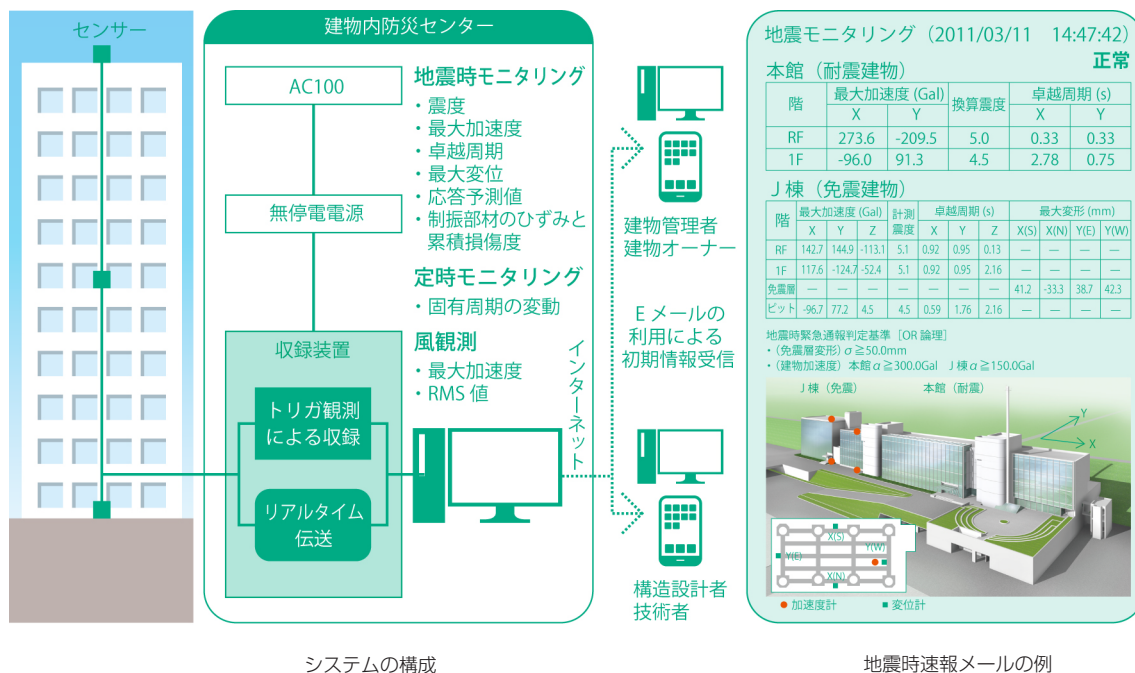 センサー
建物内防災センター
AC100
無停電電源
収録装置
トリガ観測
による収録
リアルタイム
伝送
地震時モニタリング
・震度
・最大加速度
・卓越周期
・最大変位
・応答予測値
・制振部材のひずみと
累積損傷度
定時モニタリング
・固有周期の変動
風観測
・最大加速度
・RMS 値
インターネット
建物管理者
建物オーナー
E メールの
利用による
初期情報受信
構造設計者
技術者
地震モニタリング（2011/03/11 14:47:42）
正常
本館（耐震建物）
階 最大加速度 (Gal) 換算震度 卓越周期 (s)
X Y X Y
RF 273.6 -209.5 5.0 0.33 0.33
1F -96.0 91.3 4.5 2.78 0.75
J 棟（免震建物）
階 最大加速度 (Gal) 計測震度 卓越周期 (s) 最大変形 (mm)
X Y Z X Y Z X(S) X(N) Y(E) Y(W)
RF 142.7 144.9 -113.1 5.1 0.92 0.95 0.13 — — — —
1F 117.6 -124.7 -52.4 5.1 0.92 0.95 2.16 — — — —
免震層 — — — — — — — 41.2 -33.3 38.7 42.3
ピット -96.7 77.2 4.5 4.5 0.59 1.76 2.16 — — — —
地震時緊急通報判定基準［OR 論理］
・（免震層変形）σ≧50.0mm
・（建物加速度）本館α≧300.0Gal J 棟α≧150.0Gal
J 棟（免震） 本館（耐震）
Y
X
X(S)
Y(W)
Y(E)
X(N)
加速度計 変位計
システムの構成
地震時速報メールの例